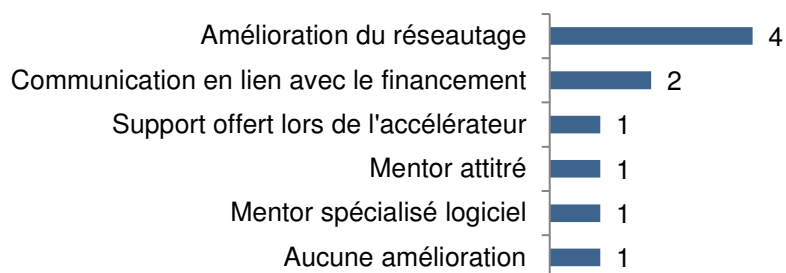 Amélioration du réseautage 4
Communication en lien avec le financement 2
Support offert lors de l'accélérateur 1
Mentor attitré 1
Mentor spécialisé logiciel 1
Aucune amélioration 1